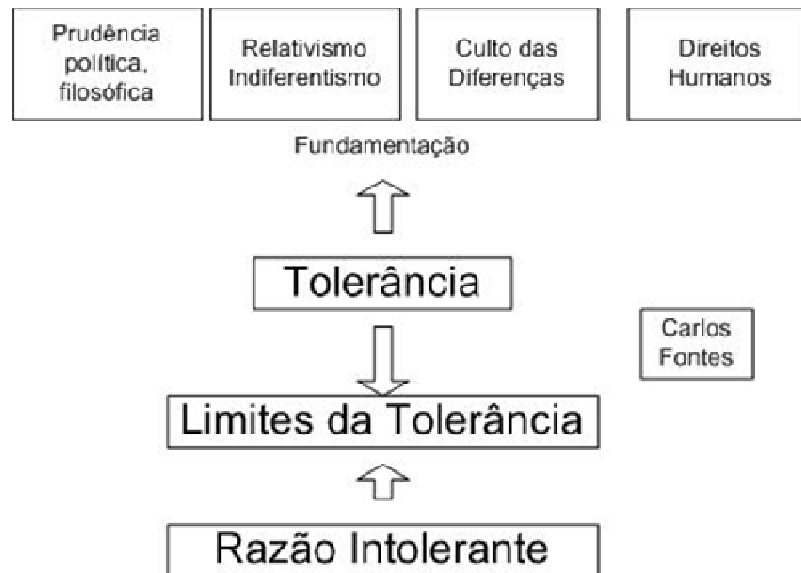 Prudência
política,
filosófica
Relativismo
Indiferentismo
Culto das
Diferenças
Direitos
Humanos
Fundamentação
Tolerância
Carlos
Fontes
Limites da Tolerância
Razão Intolerante